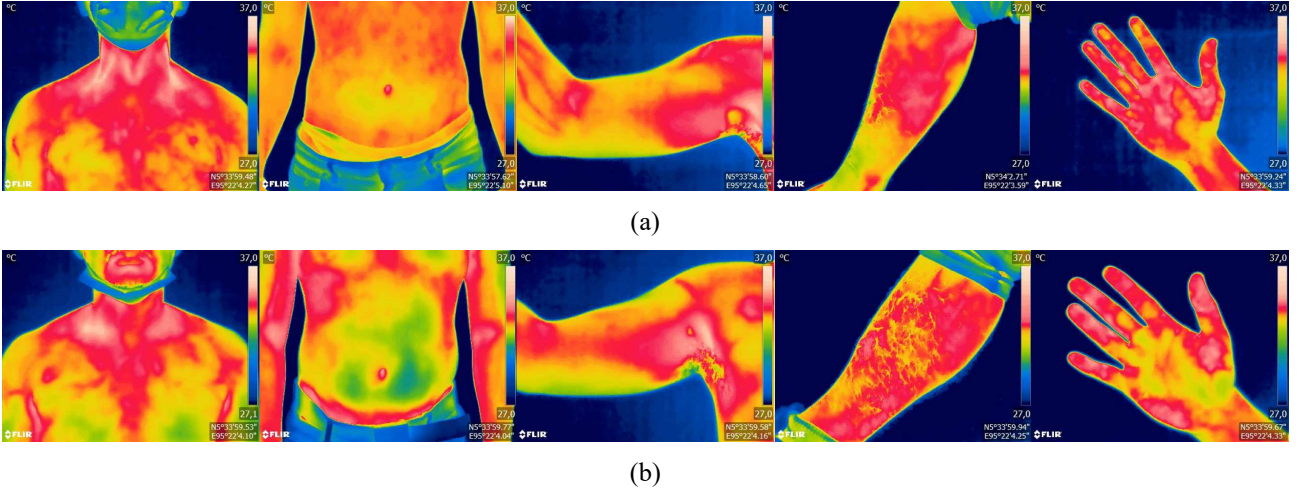 °C
37,0
27,0
N5°33'59.48"
E95°22'4.27"
FLIR
°C
37,0
27,0
N5°33'57.62"
E95°22'5.10"
FLIR
°C
37,0
27,0
N5°33'58.60"
E95°22'4.65"
FLIR
°C
37,0
27,0
N5°34'2.71"
E95°22'3.59"
FLIR
°C
37,0
27,0
N5°33'59.24"
E95°22'4.33"
FLIR
(a)
°C
37,0
27,1
N5°33'59.53"
E95°22'4.10"
FLIR
°C
37,0
27,0
N5°33'59.77"
E95°22'4.04"
FLIR
°C
37,0
27,0
N5°33'59.58"
E95°22'4.16"
FLIR
°C
37,0
27,0
N5°33'59.94"
E95°22'4.25"
FLIR
°C
37,0
27,0
N5°33'59.67"
E95°22'4.33"
FLIR
(b)